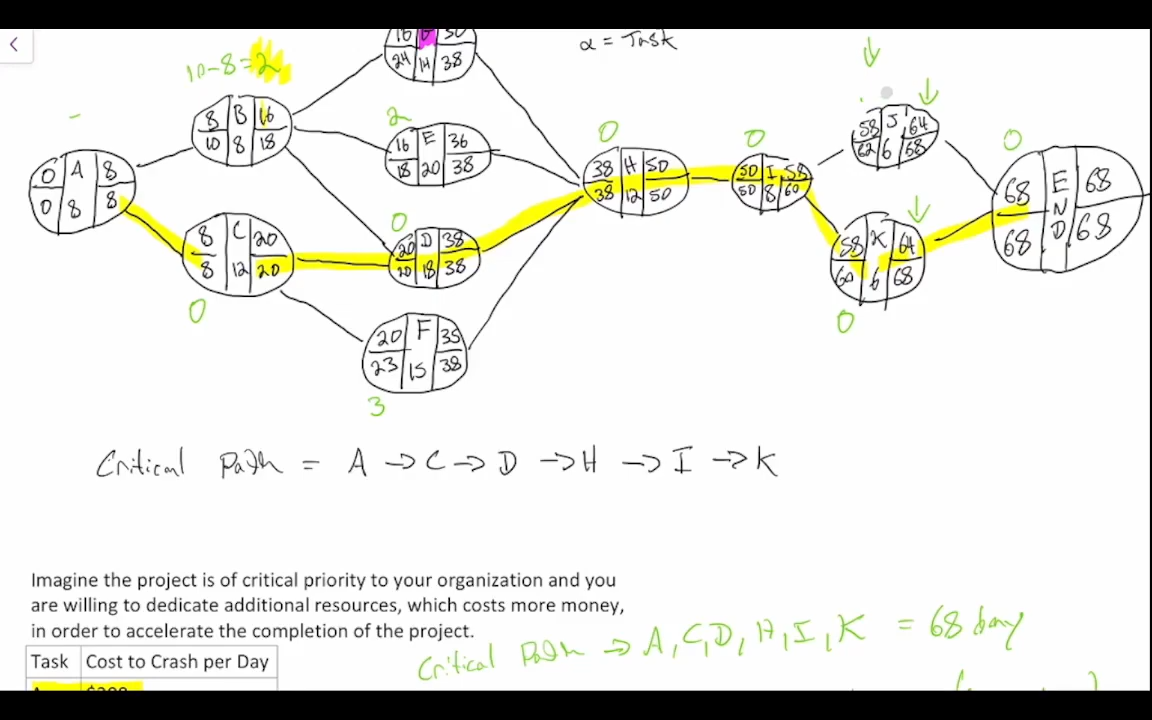 16 G 30
24 14 38
α = Task
10-8=2
8 B 16
10 8 18
2
16 E 36
18 20 38
0 A 8
0 8 8
8 C 20
8 12 20
0
0
20 D 38
20 18 38
20 F 35
23 15 38
3
0
38 H 50
38 12 50
0
50 I 58
50 8 60
58 J 64
62 6 68
58 K 64
60 6 68
0
0
68 END 68
68 68
Critical Path = A → C → D → H → I → K
Imagine the project is of critical priority to your organization and you
are willing to dedicate additional resources, which costs more money,
in order to accelerate the completion of the project.
Task Cost to Crash per Day
Critical Path → A, C, D, H, I, K = 68 day